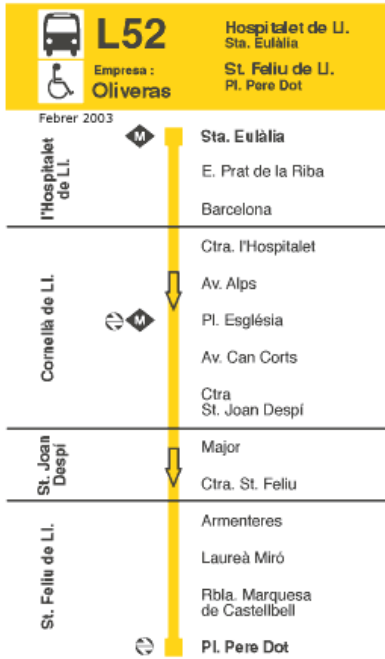 L52
Hospitalet de Ll.
Sta. Eulàlia
Empresa :
Oliveras
St. Feliu de Ll.
Pl. Pere Dot
Febrer 2003
l'Hospitalet
de Ll.
M
Sta. Eulàlia
E. Prat de la Riba
Barcelona
Cornellà de Ll.
Ctra. l'Hospitalet
Av. Alps
M
Pl. Església
Av. Can Corts
Ctra
St. Joan Despí
St. Joan
Despí
Major
Ctra. St. Feliu
St. Feliu de Ll.
Armenteres
Laureà Miró
Rbla. Marquesa
de Castellbell
Pl. Pere Dot